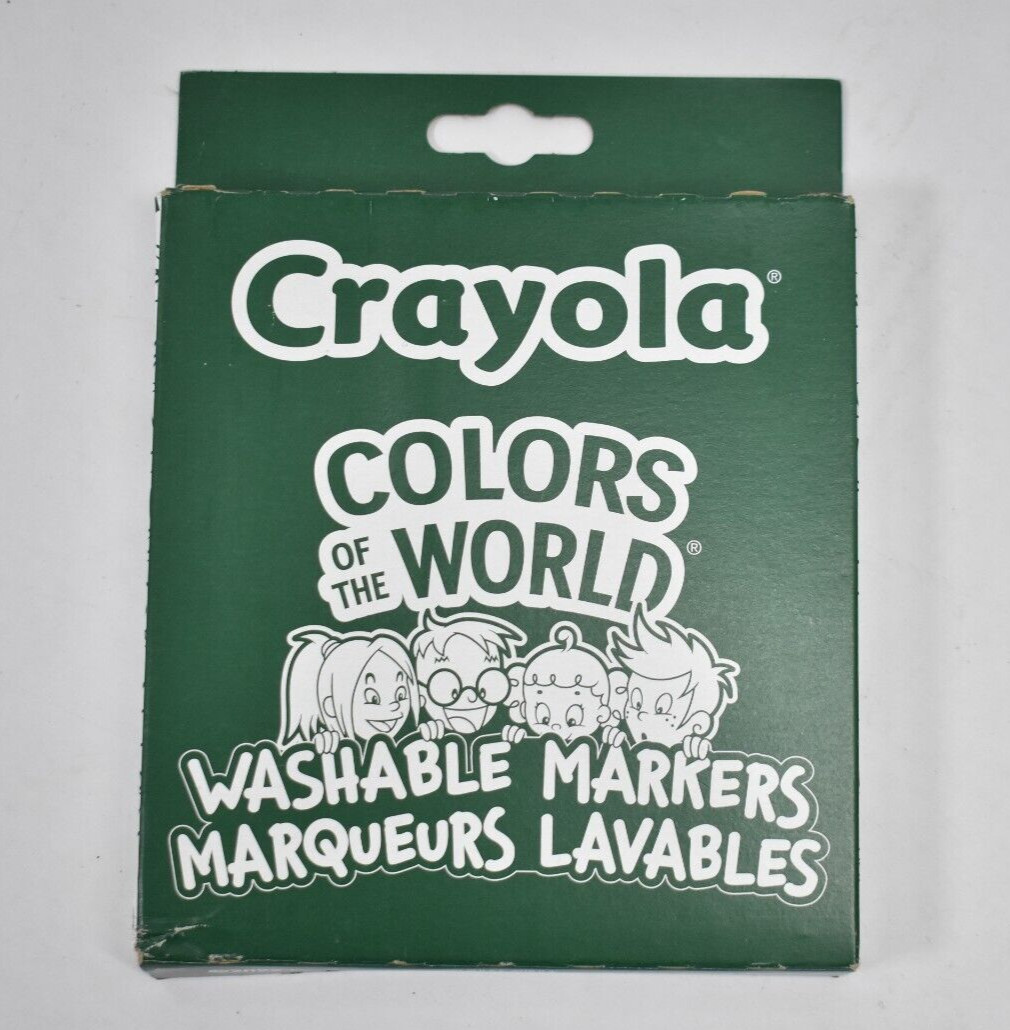 Crayola®
COLORS
OF THE WORLD®
WASHABLE MARKERS
MARQUEURS LAVABLES